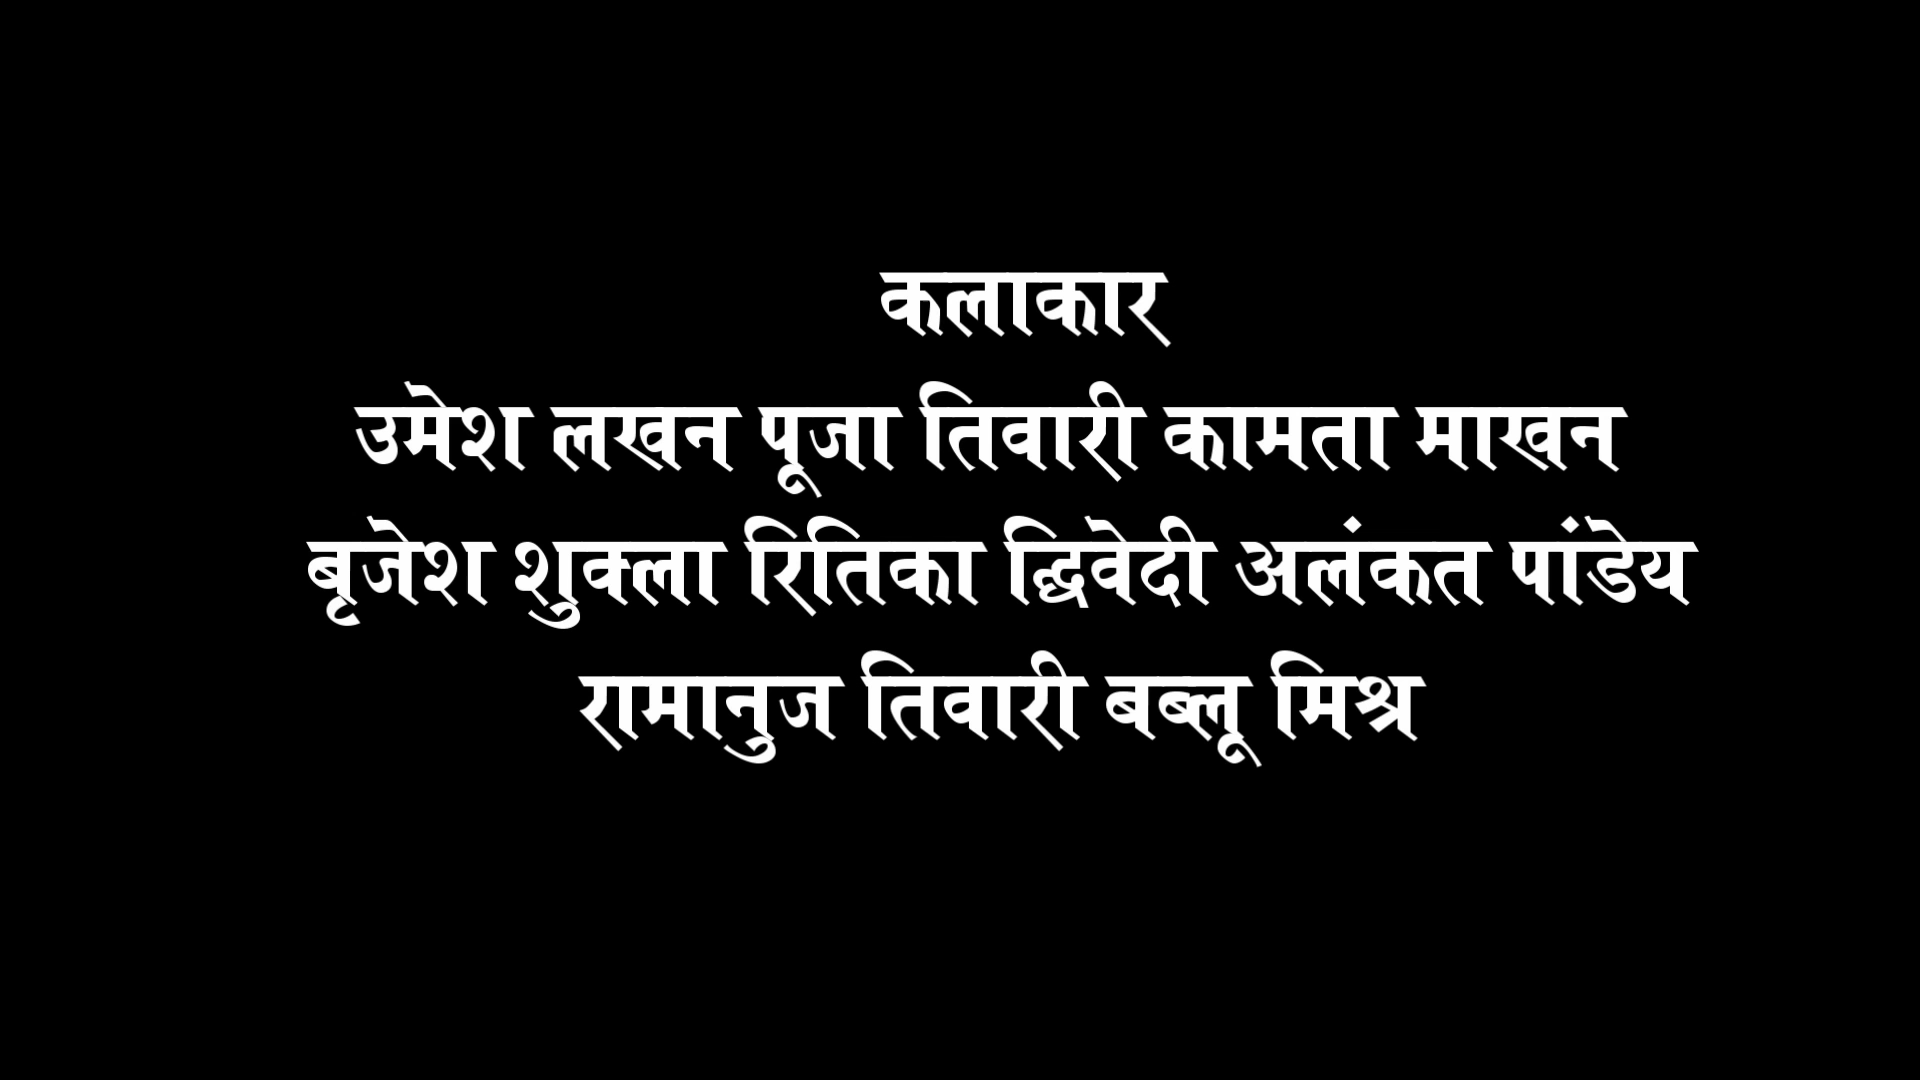 कलाकार
उमेश लखन पूजा तिवारी कामता माखन
बृजेश शुक्ला रितिका द्विवेदी अलंकत पांडेय
रामानुज तिवारी बब्लू मिश्र